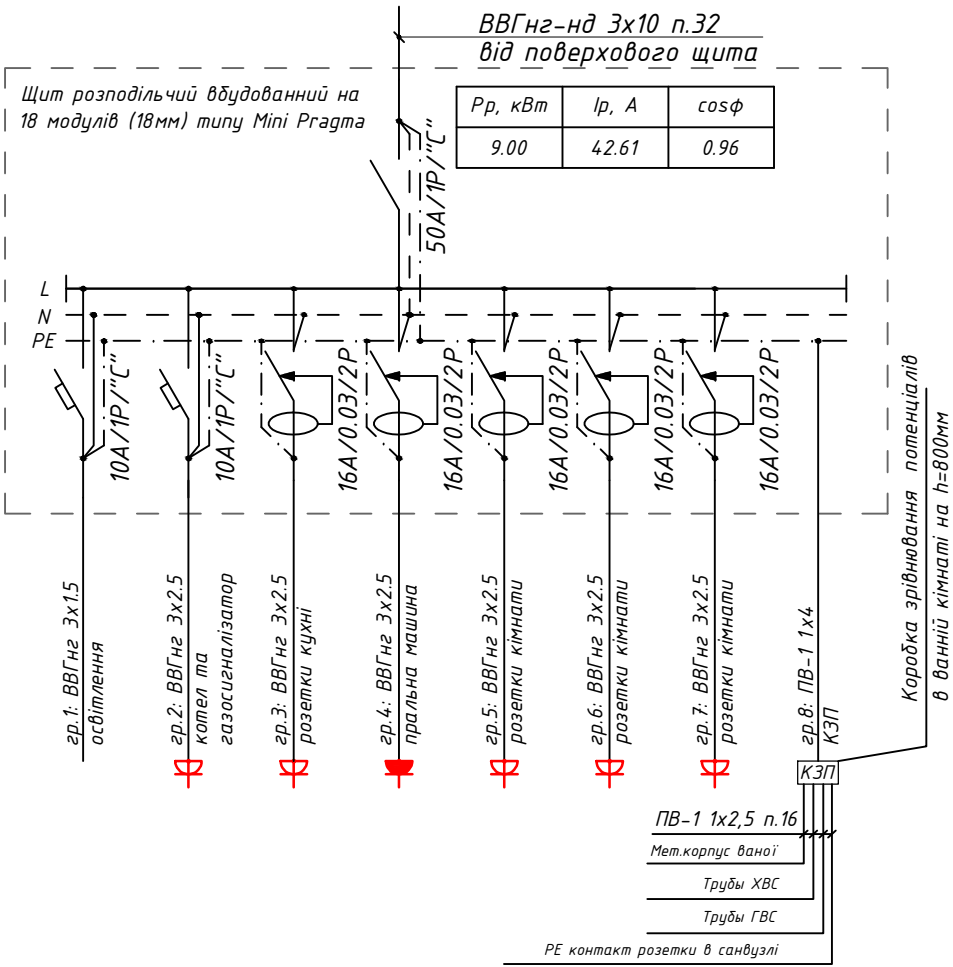 ВВГнг-нд 3х10 п.32
від поверхового щита
Щит розподільчий вбудованний на
18 модулів (18мм) типу Mini Pragma
Рр, кВт
Ір, А
cosφ
9.00
42.61
0.96
50А/1Р/"С"
L
N
PE
10А/1Р/"С"
10А/1Р/"С"
16А/0.03/2Р
16А/0.03/2Р
16А/0.03/2Р
16А/0.03/2Р
16А/0.03/2Р
гр.1: ВВГнг 3х1.5
освітлення
гр.2: ВВГнг 3х2.5
котел та
газосигналізатор
гр.3: ВВГнг 3х2.5
розетки кухні
гр.4: ВВГнг 3х2.5
пральна машина
гр.5: ВВГнг 3х2.5
розетки кімнати
гр.6: ВВГнг 3х2.5
розетки кімнати
гр.7: ВВГнг 3х2.5
розетки кімнати
гр.8: ПВ-1 1х4
КЗП
Коробка зрівнювання потенціалів
в ванній кімнаті на h=800мм
КЗП
ПВ-1 1х2,5 п.16
Мет.корпус ваної
Трубы ХВС
Трубы ГВС
РЕ контакт розетки в санвузлі